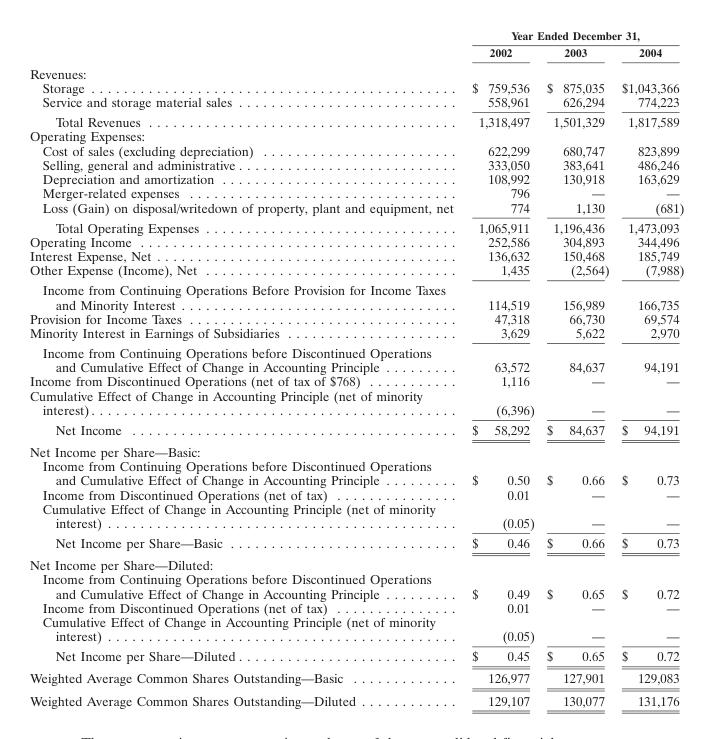 Year Ended December 31,
2002 2003 2004
Revenues:
Storage $ 759,536 $ 875,035 $1,043,366
Service and storage material sales 558,961 626,294 774,223
Total Revenues 1,318,497 1,501,329 1,817,589
Operating Expenses:
Cost of sales (excluding depreciation) 622,299 680,747 823,899
Selling, general and administrative 333,050 383,641 486,246
Depreciation and amortization 108,992 130,918 163,629
Merger-related expenses 796 — —
Loss (Gain) on disposal/writedown of property, plant and equipment, net 774 1,130 (681)
Total Operating Expenses 1,065,911 1,196,436 1,473,093
Operating Income 252,586 304,893 344,496
Interest Expense, Net 136,632 150,468 185,749
Other Expense (Income), Net 1,435 (2,564) (7,988)
Income from Continuing Operations Before Provision for Income Taxes
and Minority Interest 114,519 156,989 166,735
Provision for Income Taxes 47,318 66,730 69,574
Minority Interest in Earnings of Subsidiaries 3,629 5,622 2,970
Income from Continuing Operations before Discontinued Operations
and Cumulative Effect of Change in Accounting Principle 63,572 84,637 94,191
Income from Discontinued Operations (net of tax of $768) 1,116 — —
Cumulative Effect of Change in Accounting Principle (net of minority
interest) (6,396) — —
Net Income $ 58,292 $ 84,637 $ 94,191
Net Income per Share—Basic:
Income from Continuing Operations before Discontinued Operations
and Cumulative Effect of Change in Accounting Principle $ 0.50 $ 0.66 $ 0.73
Income from Discontinued Operations (net of tax) 0.01 — —
Cumulative Effect of Change in Accounting Principle (net of minority
interest) (0.05) — —
Net Income per Share—Basic $ 0.46 $ 0.66 $ 0.73
Net Income per Share—Diluted:
Income from Continuing Operations before Discontinued Operations
and Cumulative Effect of Change in Accounting Principle $ 0.49 $ 0.65 $ 0.72
Income from Discontinued Operations (net of tax) 0.01 — —
Cumulative Effect of Change in Accounting Principle (net of minority
interest) (0.05) — —
Net Income per Share—Diluted $ 0.45 $ 0.65 $ 0.72
Weighted Average Common Shares Outstanding—Basic 126,977 127,901 129,083
Weighted Average Common Shares Outstanding—Diluted 129,107 130,077 131,176